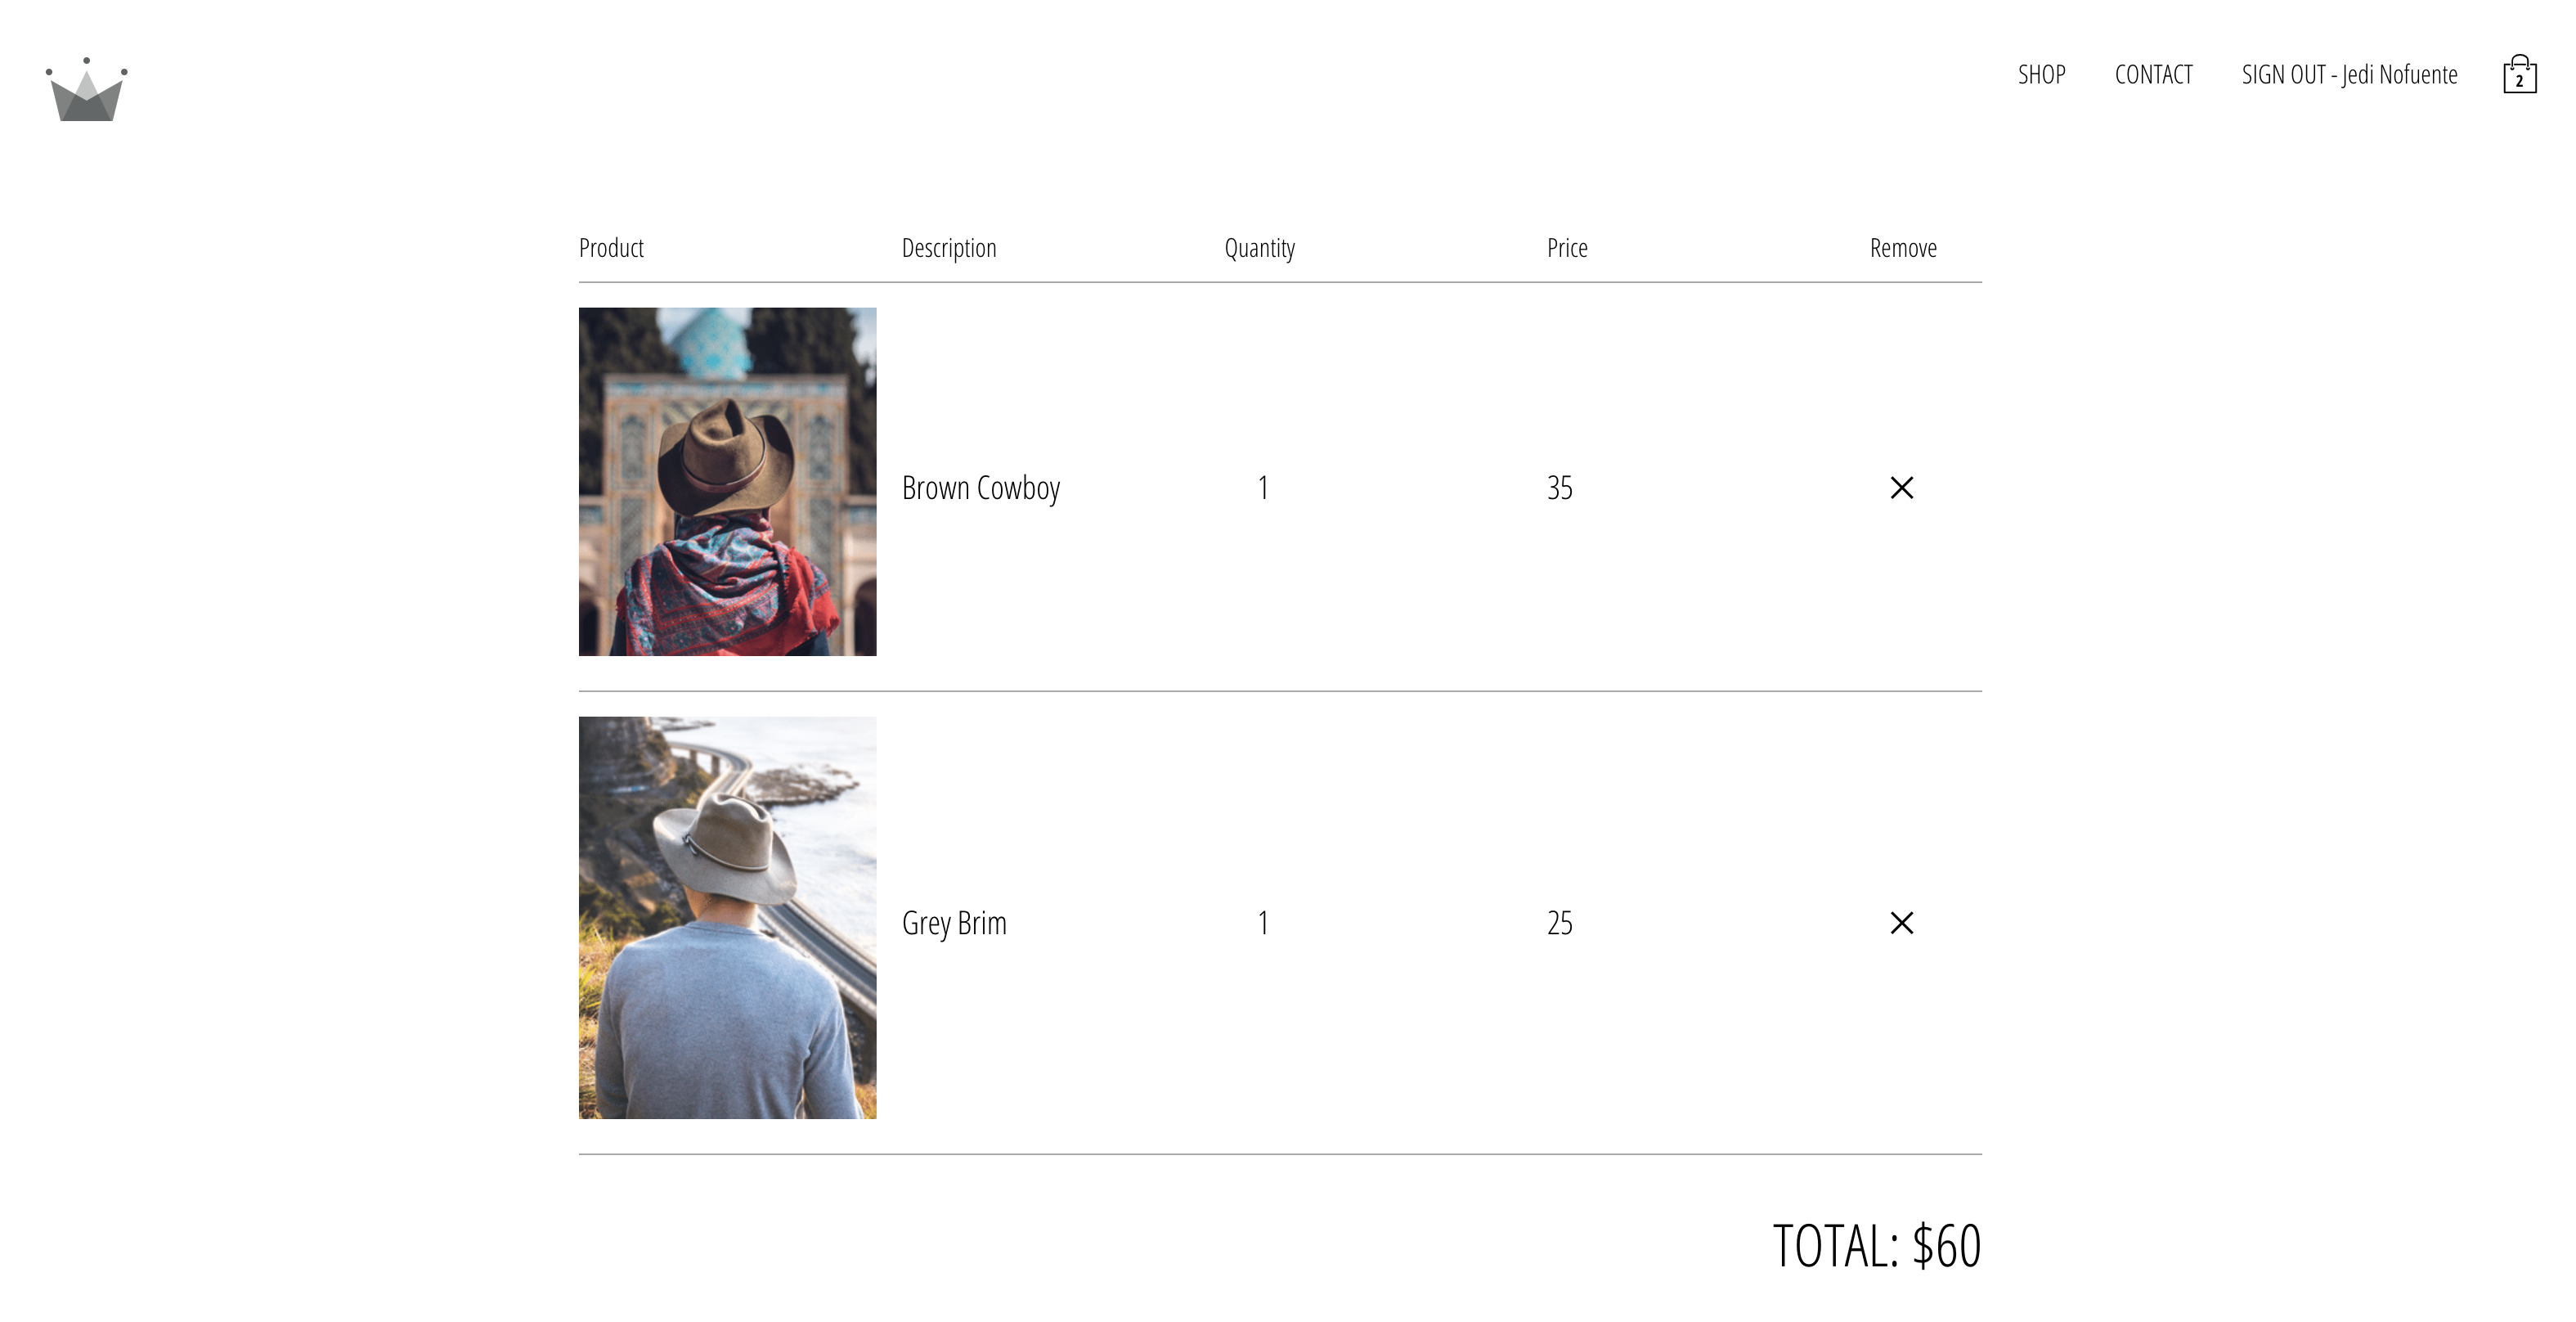 SHOP CONTACT SIGN OUT - Jedi Nofuente 2
Product Description Quantity Price Remove
Brown Cowboy 1 35 ✕
Grey Brim 1 25 ✕
TOTAL: $60